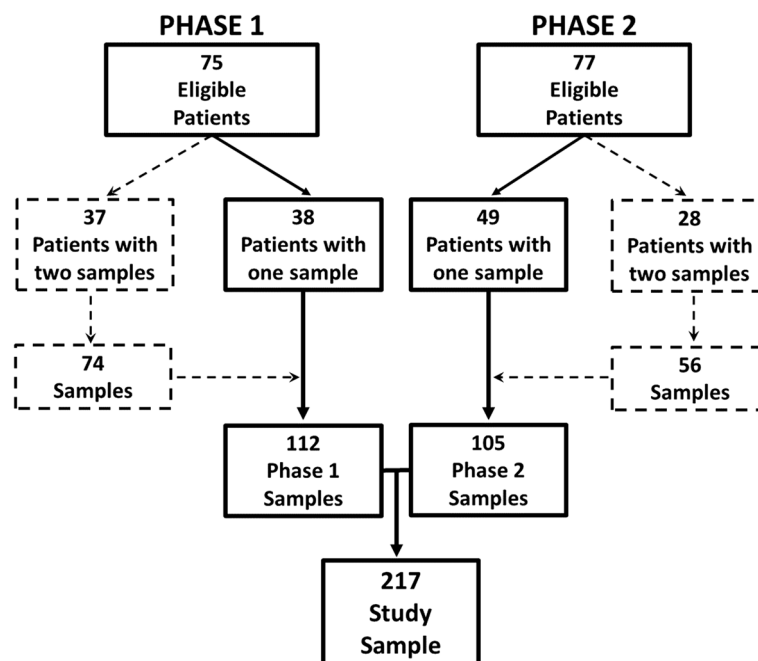 PHASE 1
75
Eligible
Patients
37
Patients with
two samples
38
Patients with
one sample
74
Samples
112
Phase 1
Samples
PHASE 2
77
Eligible
Patients
49
Patients with
one sample
28
Patients with
two samples
56
Samples
105
Phase 2
Samples
217
Study
Sample